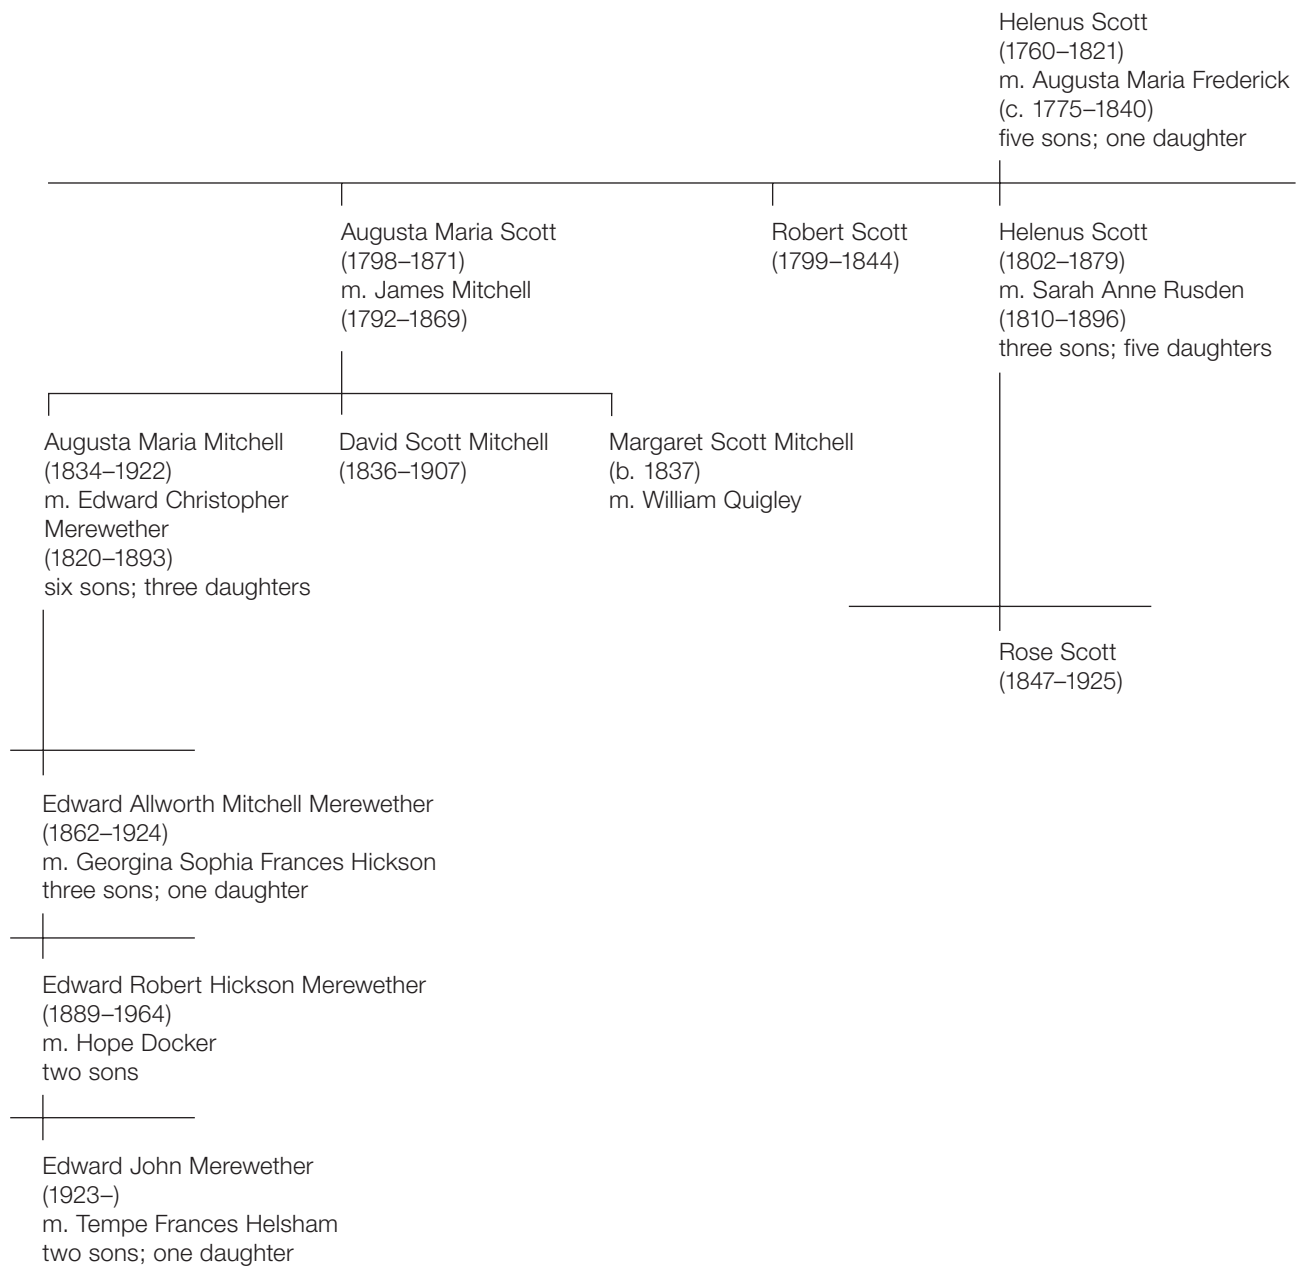 Helenus Scott
(1760–1821)
m. Augusta Maria Frederick
(c. 1775–1840)
five sons; one daughter
Augusta Maria Scott
(1798–1871)
m. James Mitchell
(1792–1869)
Robert Scott
(1799–1844)
Helenus Scott
(1802–1879)
m. Sarah Anne Rusden
(1810–1896)
three sons; five daughters
Augusta Maria Mitchell
(1834–1922)
m. Edward Christopher
Merewether
(1820–1893)
six sons; three daughters
David Scott Mitchell
(1836–1907)
Margaret Scott Mitchell
(b. 1837)
m. William Quigley
Rose Scott
(1847–1925)
Edward Allworth Mitchell Merewether
(1862–1924)
m. Georgina Sophia Frances Hickson
three sons; one daughter
Edward Robert Hickson Merewether
(1889–1964)
m. Hope Docker
two sons
Edward John Merewether
(1923–)
m. Tempe Frances Helsham
two sons; one daughter